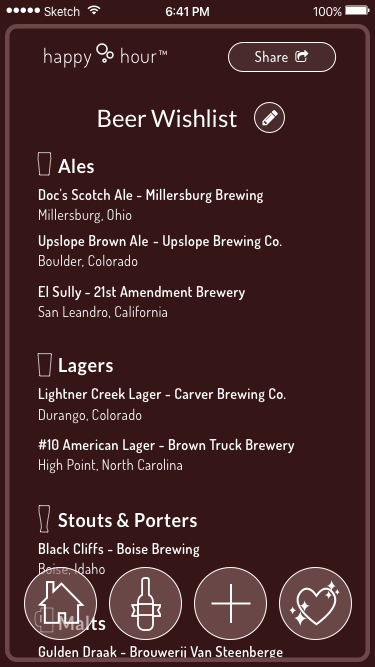 Sketch 6:41 PM 100%
happy hour™
Share
Beer Wishlist
Ales
Doc's Scotch Ale - Millersburg Brewing
Millersburg, Ohio
Upslope Brown Ale - Upslope Brewing Co.
Boulder, Colorado
El Sully - 21st Amendment Brewery
San Leandro, California
Lagers
Lightner Creek Lager - Carver Brewing Co.
Durango, Colorado
#10 American Lager - Brown Truck Brewery
High Point, North Carolina
Stouts & Porters
Black Cliffs - Boise Brewing
Boise, Idaho
Malts
Gulden Draak - Brouwerij Van Steenberge